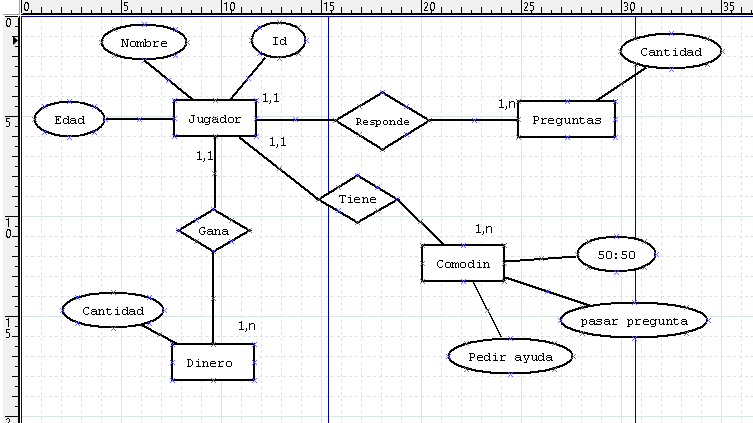 0 5 10 15 20 25 30 35
0
5
10
15
2
Nombre
Id
Cantidad
Edad
Jugador
1,1
Responde
1,n
Preguntas
1,1
1,1
Tiene
Gana
1,n
Comodin
50:50
Cantidad
pasar pregunta
1,n
Pedir ayuda
Dinero